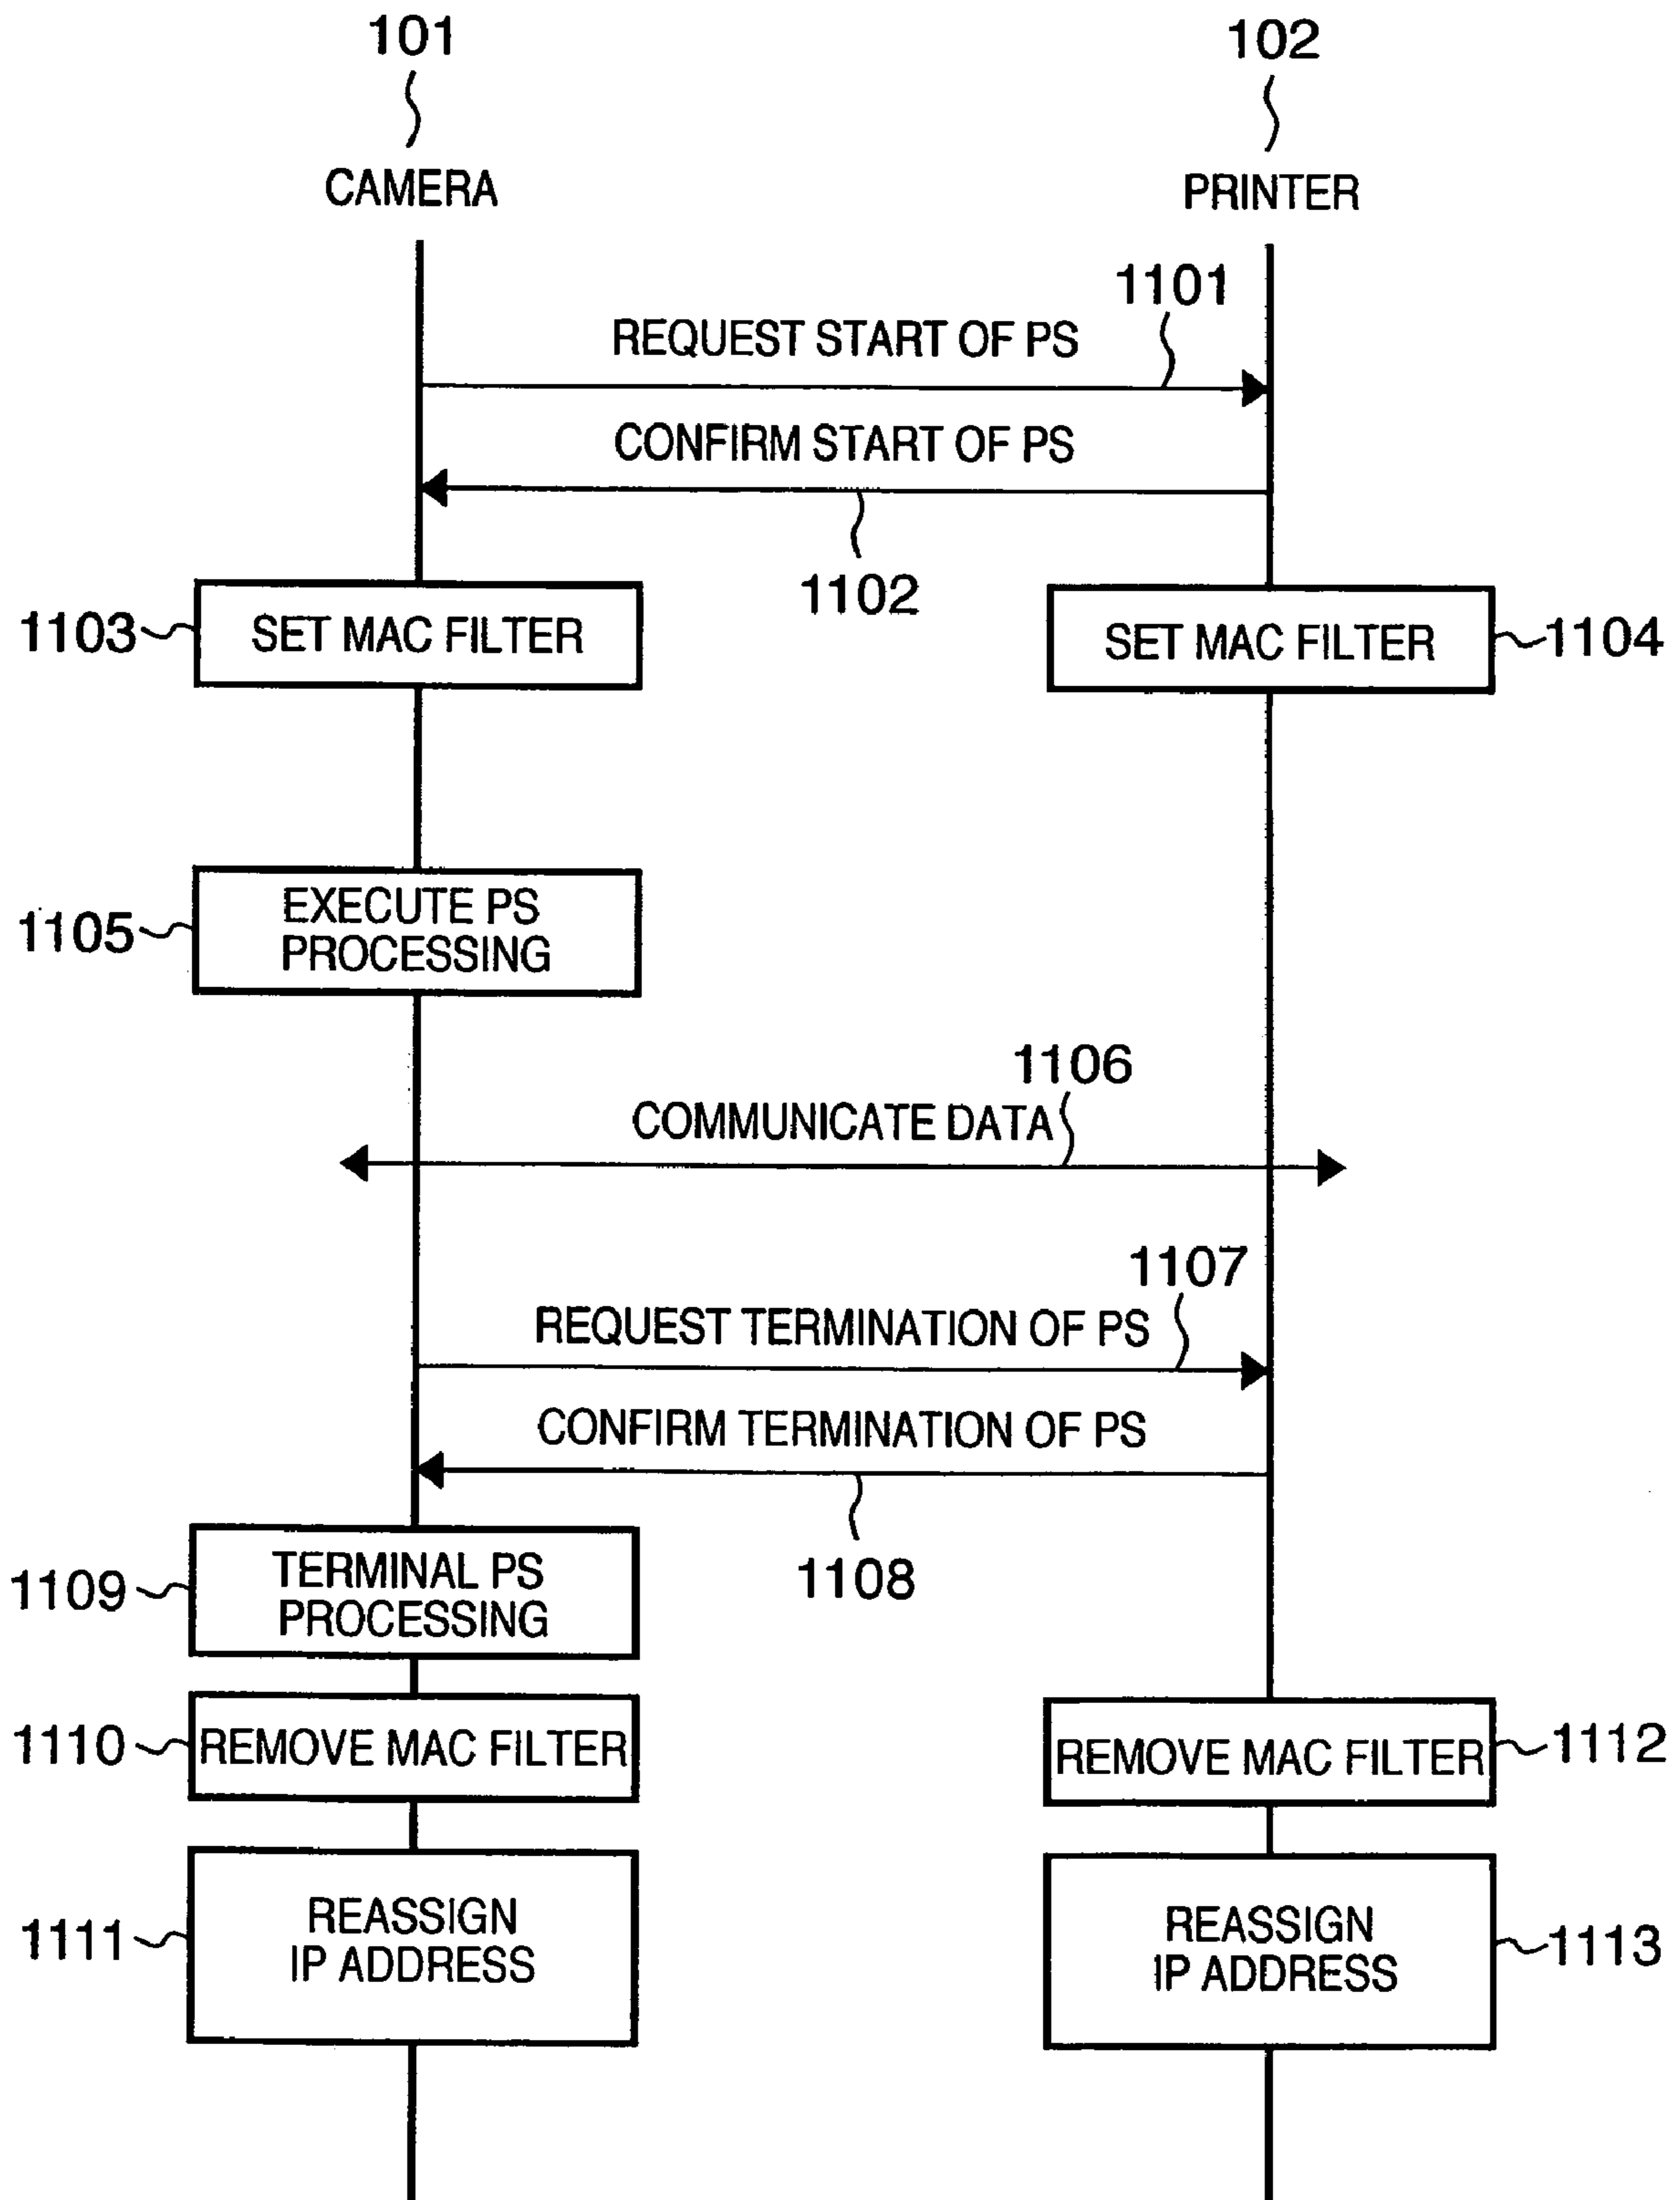 101
102
CAMERA
PRINTER
1101
REQUEST START OF PS
CONFIRM START OF PS
1102
1103
SET MAC FILTER
SET MAC FILTER
1104
1105
EXECUTE PS
PROCESSING
1106
COMMUNICATE DATA
1107
REQUEST TERMINATION OF PS
CONFIRM TERMINATION OF PS
1108
1109
TERMINAL PS
PROCESSING
1110
REMOVE MAC FILTER
REMOVE MAC FILTER
1112
1111
REASSIGN
IP ADDRESS
REASSIGN
IP ADDRESS
1113